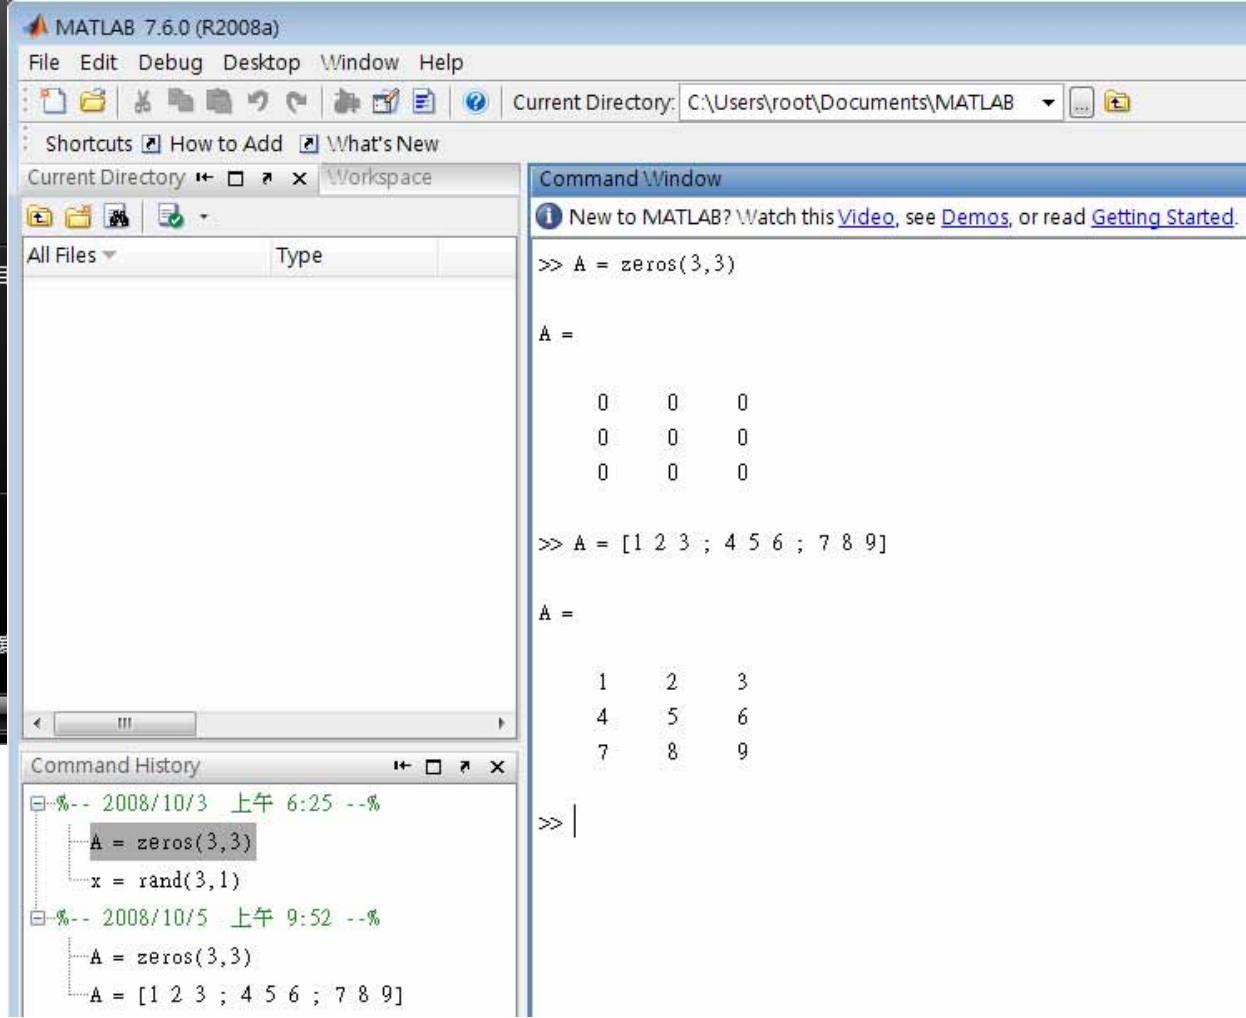 MATLAB 7.6.0 (R2008a)
File Edit Debug Desktop Window Help
Current Directory: C:\Users\root\Documents\MATLAB ...
Shortcuts How to Add What's New
Current Directory Workspace
All Files Type
Command History
%-- 2008/10/3 上午 6:25 --%
A = zeros(3,3)
x = rand(3,1)
%-- 2008/10/5 上午 9:52 --%
A = zeros(3,3)
A = [1 2 3 ; 4 5 6 ; 7 8 9]
Command Window
New to MATLAB? Watch this Video, see Demos, or read Getting Started.
>> A = zeros(3,3)
A =
0 0 0
0 0 0
0 0 0
>> A = [1 2 3 ; 4 5 6 ; 7 8 9]
A =
1 2 3
4 5 6
7 8 9
>>